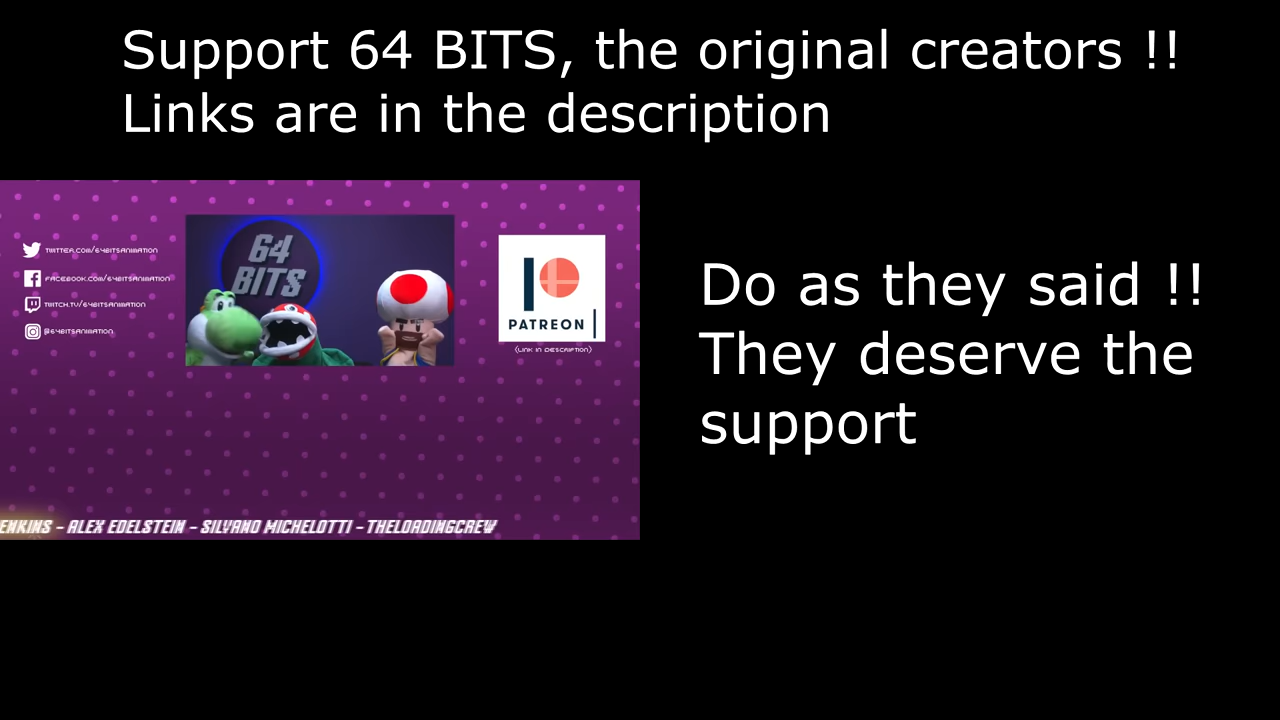 Support 64 BITS, the original creators !!
Links are in the description
64
BITS
TWITTER.COM/64BITSANIMATION
FACEBOOK.COM/64BITSANIMATION
TWITCH.TV/64BITSANIMATION
@64BITSANIMATION
PATREON
(LINK IN DESCRIPTION)
Do as they said !!
They deserve the
support
ENKINS - ALEX EDELSTEIN - SILVANO MICHELOTTI - THELOADINGCREW